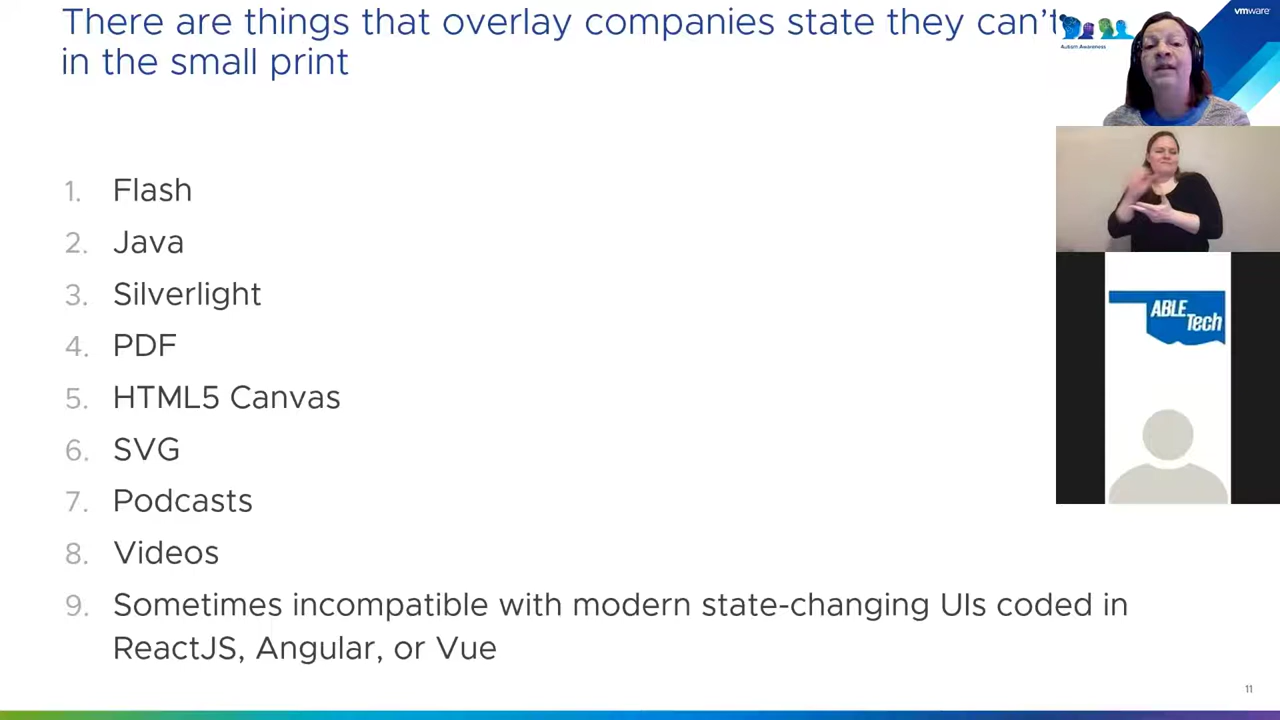 There are things that overlay companies state they can't
in the small print
vmware
Autism Awareness
1. Flash
2. Java
3. Silverlight
4. PDF
5. HTML5 Canvas
6. SVG
7. Podcasts
8. Videos
9. Sometimes incompatible with modern state-changing UIs coded in
ReactJS, Angular, or Vue
ABLE
Tech
11